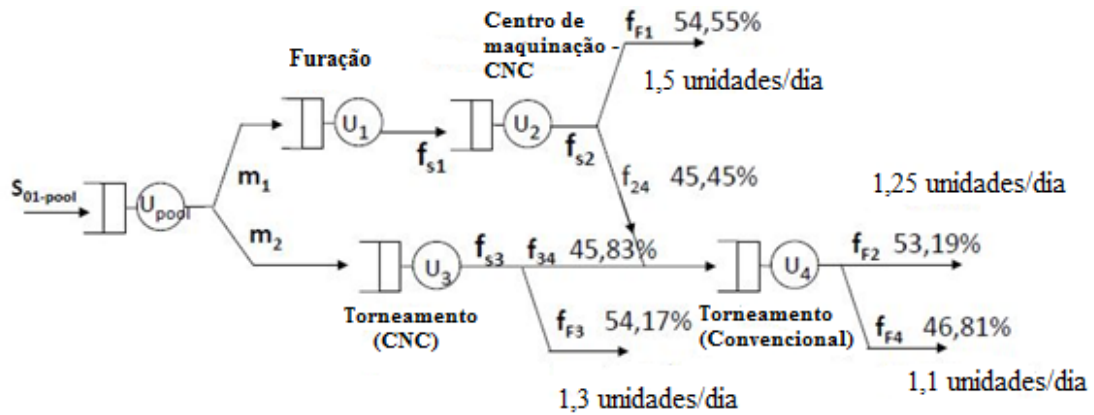 Centro de
maquinação -
CNC
f_F1 54,55%
1,5 unidades/dia
Furação
U_1
U_2
f_s1
f_s2
f_24 45,45%
1,25 unidades/dia
S_01-pool
U_pool
m_1
m_2
U_3
f_s3 f_34 45,83%
U_4
f_F2 53,19%
Torneamento
(CNC)
f_F3 54,17%
1,3 unidades/dia
Torneamento
(Convencional)
f_F4 46,81%
1,1 unidades/dia